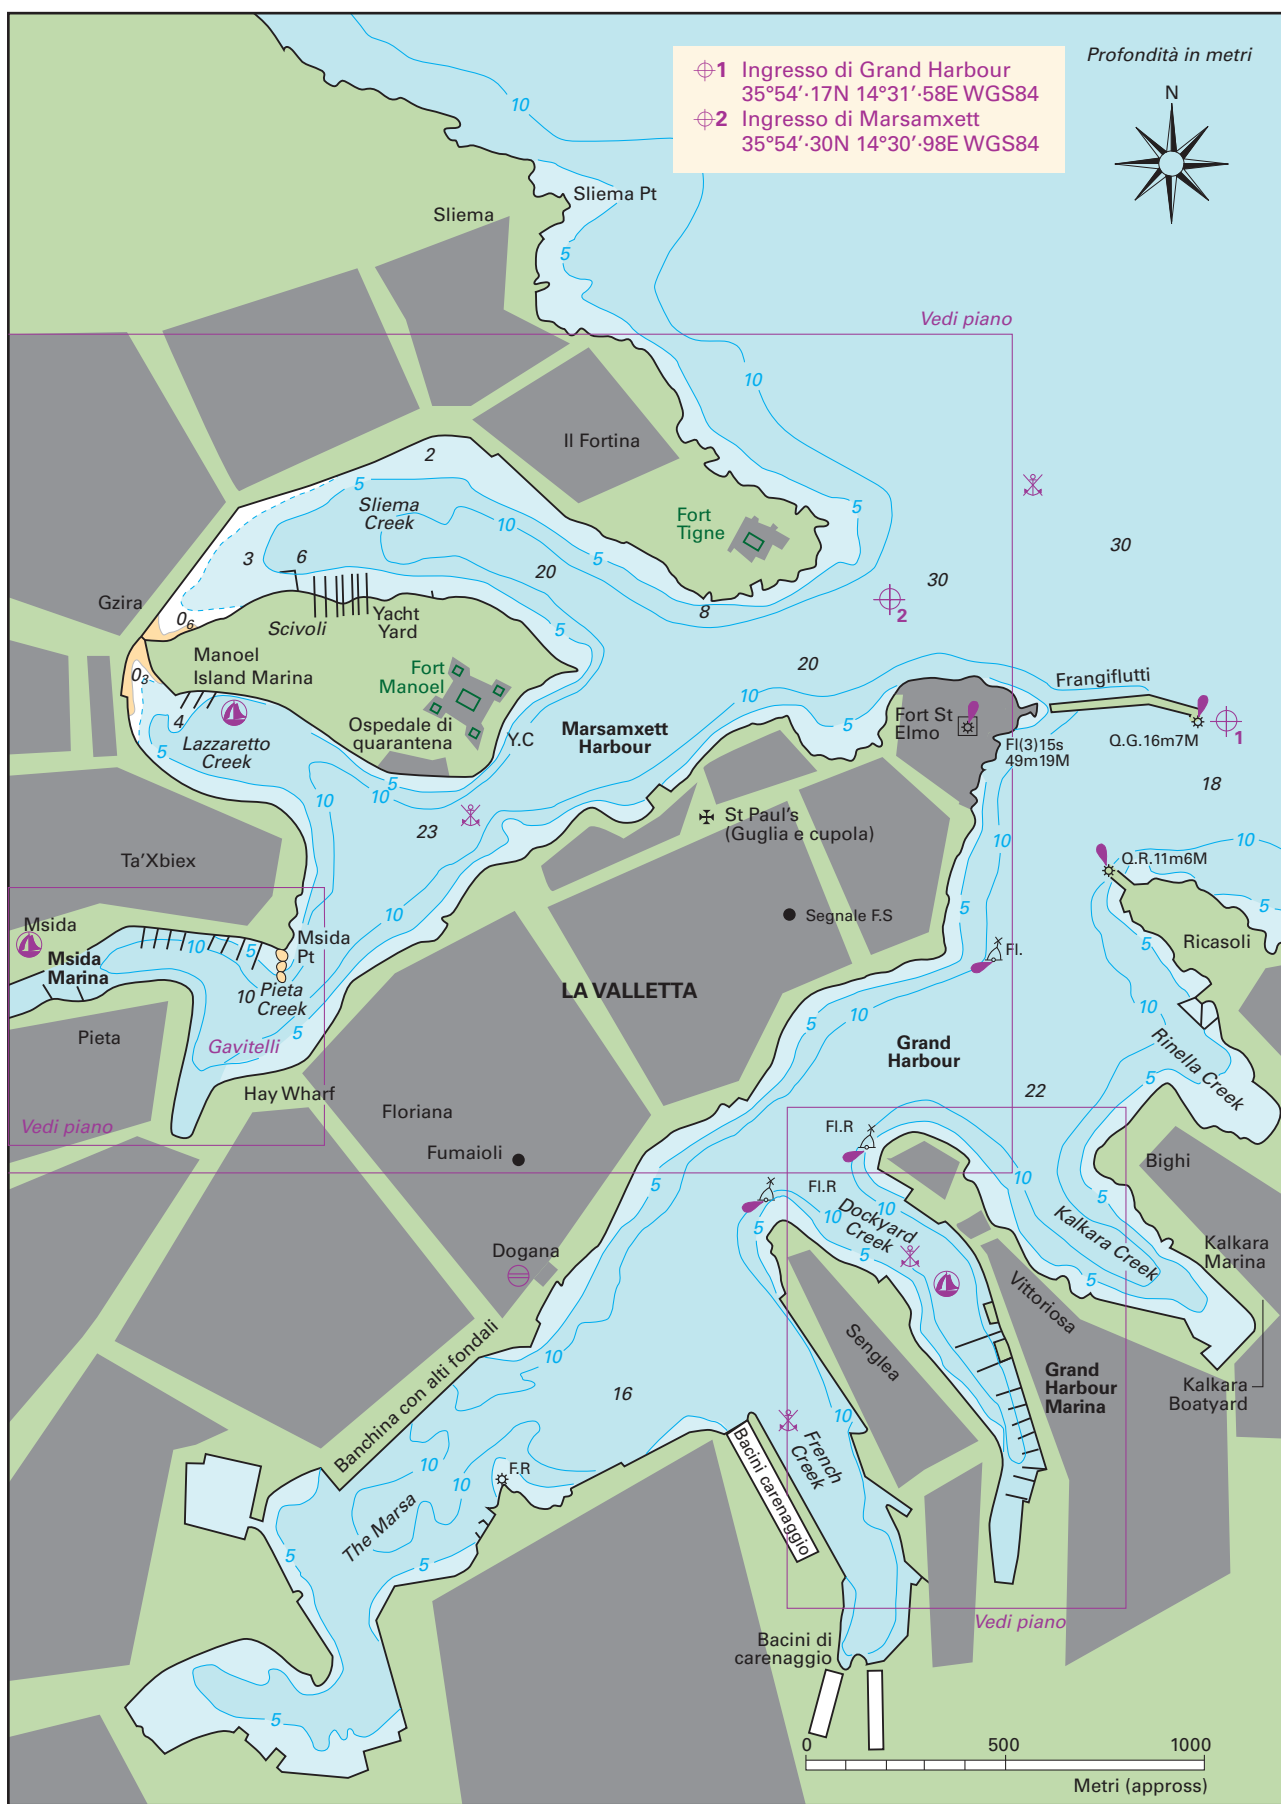 Profondità in metri
1 Ingresso di Grand Harbour
35°54′·17N 14°31′·58E WGS84
2 Ingresso di Marsamxett
35°54′·30N 14°30′·98E WGS84
N
10
Sliema Pt
Sliema
5
Vedi piano
10
Il Fortina
2
5
Sliema
Creek
10
5
Fort
Tigne
5
30
3
6
20
5
30
8
2
Gzira
0₆
Scivoli
Yacht
Yard
5
Manoel
Island Marina
Fort
Manoel
20
10
Frangiflutti
0₃
4
Lazzaretto
Creek
Ospedale di
quarantena
Y.C
Marsamxett
Harbour
5
Fort St
Elmo
Fl(3)15s
49m19M
Q.G.16m7M
1
18
5
10
10
5
23
St Paul's
(Guglia e cupola)
10
10
Q.R.11m6M
5
Ta'Xbiex
10
5
Segnale F.S
5
Ricasoli
Msida
Msida
Marina
10
5
Msida
Pt
10
Pieta
Creek
Fl.
LA VALLETTA
5
10
10
Pieta
Gavitelli
5
Grand
Harbour
Rinella Creek
5
Hay Wharf
22
Floriana
Vedi piano
Fumaioli
Fl.R
Bighi
5
Fl.R
10
5
Dockyard
Creek
10
10
5
Kalkara Creek
5
5
Dogana
Kalkara
Marina
Vittoriosa
Senglea
Banchina con alti fondali
10
16
Grand
Harbour
Marina
Kalkara
Boatyard
10
French
Creek
Bacini carenaggio
10
10
F.R
The Marsa
5
5
5
Vedi piano
Bacini di
carenaggio
0 500 1000
Metri (appross)